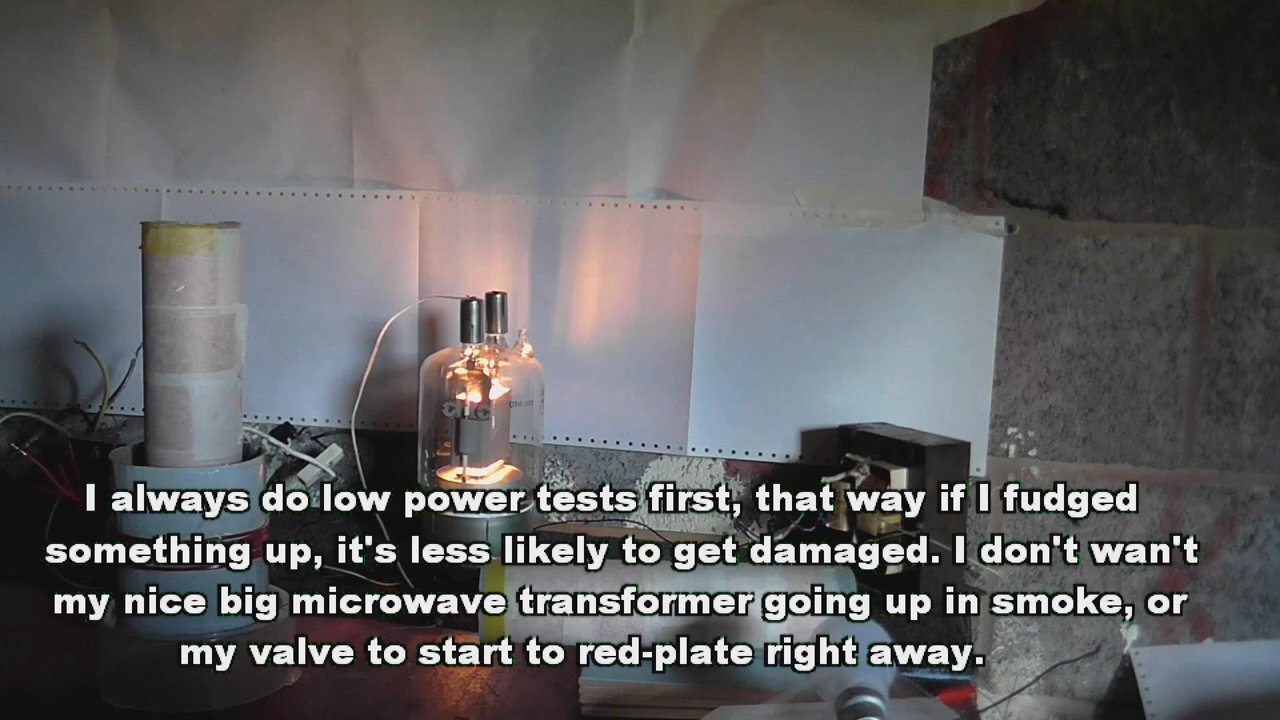 I always do low power tests first, that way if I fudged
something up, it's less likely to get damaged. I don't wan't
my nice big microwave transformer going up in smoke, or
my valve to start to red-plate right away.